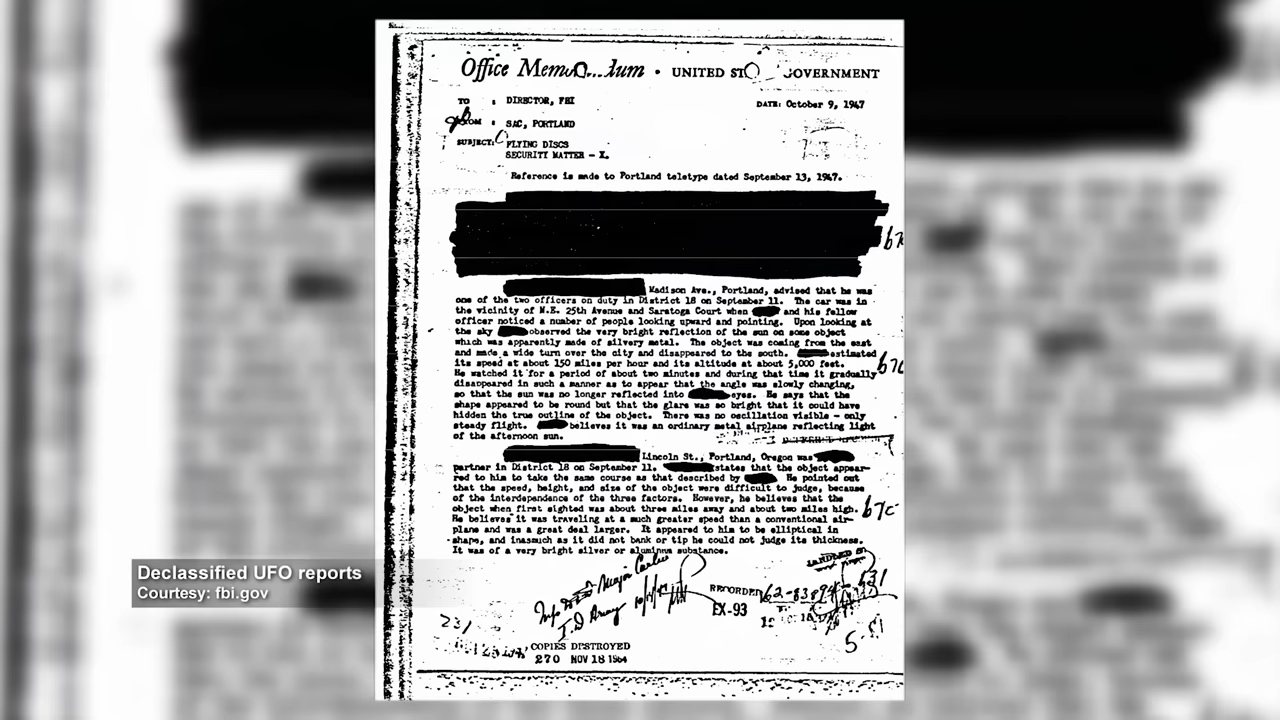 Office Memo...dum • UNITED ST GOVERNMENT
TO : DIRECTOR, FBI
DATE: October 9, 1947
FROM : SAC, PORTLAND
SUBJECT: FLYING DISCS
SECURITY MATTER - X.
Reference is made to Portland teletype dated September 13, 1947.
Madison Ave., Portland, advised that he was
one of the two officers on duty in District 18 on September 11. The car was in
the vicinity of N.E. 25th Avenue and Saratoga Court when and his fellow
officer noticed a number of people looking upward and pointing. Upon looking at
the sky observed the very bright reflection of the sun on some object
which was apparently made of silvery metal. The object was coming from the east
and made a wide turn over the city and disappeared to the south. estimated
its speed at about 150 miles per hour and its altitude at about 5,000 feet.
b7C
He watched it for a period of about two minutes and during that time it gradually
disappeared in such a manner as to appear that the angle was slowly changing,
so that the sun was no longer reflected into eyes. He says that the
shape appeared to be round but that the glare was so bright that it could have
hidden the true outline of the object. There was no oscillation visible - only
steady flight. believes it was an ordinary metal airplane reflecting light
of the afternoon sun.
Lincoln St., Portland, Oregon was
partner in District 18 on September 11. states that the object appear-
red to him to take the same course as that described by He pointed out
that the speed, height, and size of the object were difficult to judge, because
of the interdependence of the three factors. However, he believes that the
object when first sighted was about three miles away and about two miles high.
b7C
He believes it was traveling at a much greater speed than a conventional air-
plane and was a great deal larger. It appeared to him to be elliptical in
shape, and inasmuch as it did not bank or tip he could not judge its thickness.
It was of a very bright silver or aluminum substance.
Declassified UFO reports
Courtesy: fbi.gov
RECORDED
EX-93
COPIES DESTROYED
270 NOV 18 1964